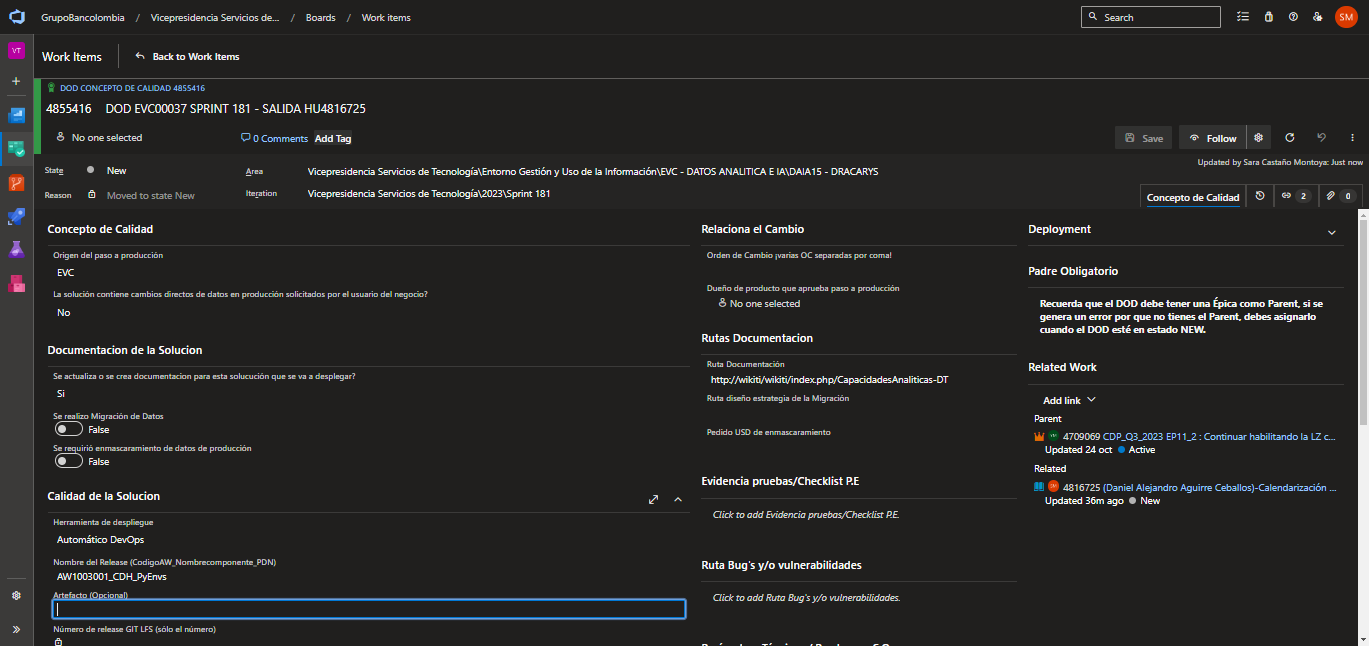 GrupoBancolombia / Vicepresidencia Servicios de... / Boards / Work items
Search
SM
VT
Work Items
Back to Work Items
DOD CONCEPTO DE CALIDAD 4855416
4855416 DOD EVC00037 SPRINT 181 - SALIDA HU4816725
No one selected
0 Comments
Add Tag
Save
Follow
Updated by Sara Castaño Montoya: Just now
State
New
Area
Vicepresidencia Servicios de Tecnología\Entorno Gestión y Uso de la Información\EVC - DATOS ANALITICA E IA\DAIA15 - DRACARYS
Reason
Moved to state New
Iteration
Vicepresidencia Servicios de Tecnología\2023\Sprint 181
Concepto de Calidad
2
0
Concepto de Calidad
Origen del paso a producción
EVC
La solución contiene cambios directos de datos en producción solicitados por el usuario del negocio?
No
Documentacion de la Solucion
Se actualiza o se crea documentacion para esta solucución que se va a desplegar?
Si
Se realizo Migración de Datos
False
Se requirió enmascaramiento de datos de producción
False
Calidad de la Solucion
Herramienta de despliegue
Automático DevOps
Nombre del Release (CodigoAW_Nombrecomponente_PDN)
AW1003001_CDH_PyEnvs
Artefacto (Opcional)
Número de release GIT LFS (sólo el número)
Relaciona el Cambio
Orden de Cambio ¡varias OC separadas por coma!
Dueño de producto que aprueba paso a producción
No one selected
Rutas Documentacion
Ruta Documentación
http://wikiti/wikiti/index.php/CapacidadesAnaliticas-DT
Ruta diseño estrategia de la Migración
Pedido USD de enmascaramiento
Evidencia pruebas/Checklist P.E
Click to add Evidencia pruebas/Checklist P.E.
Ruta Bug's y/o vulnerabilidades
Click to add Ruta Bug's y/o vulnerabilidades.
Deployment
Padre Obligatorio
Recuerda que el DOD debe tener una Épica como Parent, si se
genera un error por que no tienes el Parent, debes asignarlo
cuando el DOD esté en estado NEW.
Related Work
Add link
Parent
4709069 CDP_Q3_2023 EP11_2 : Continuar habilitando la LZ c...
Updated 24 oct Active
Related
SM 4816725 (Daniel Alejandro Aguirre Ceballos)-Calendarización ...
Updated 36m ago New